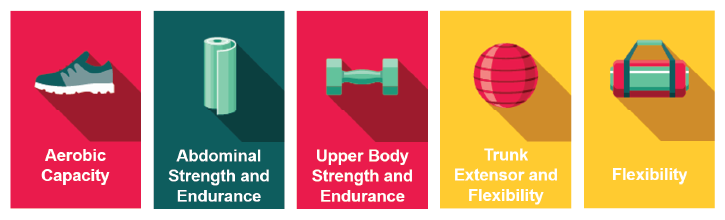 Aerobic
Capacity
Abdominal
Strength and
Endurance
Upper Body
Strength and
Endurance
Trunk
Extensor and
Flexibility
Flexibility